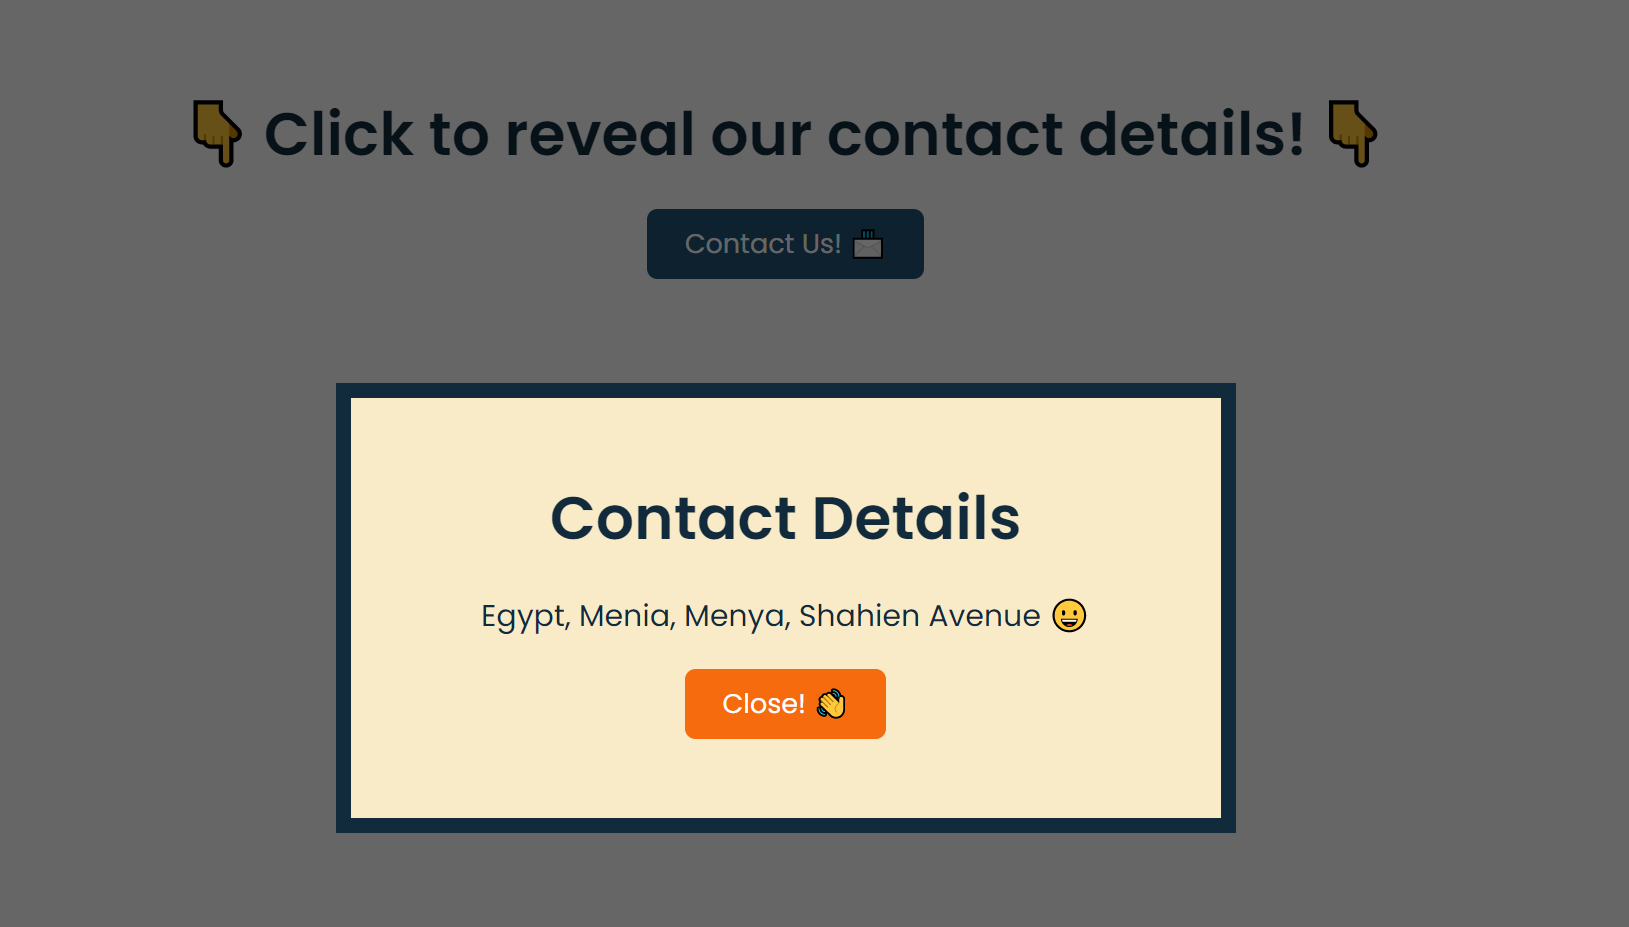 👇 Click to reveal our contact details! 👇
Contact Us! 📩
Contact Details
Egypt, Menia, Menya, Shahien Avenue 😀
Close! 👋